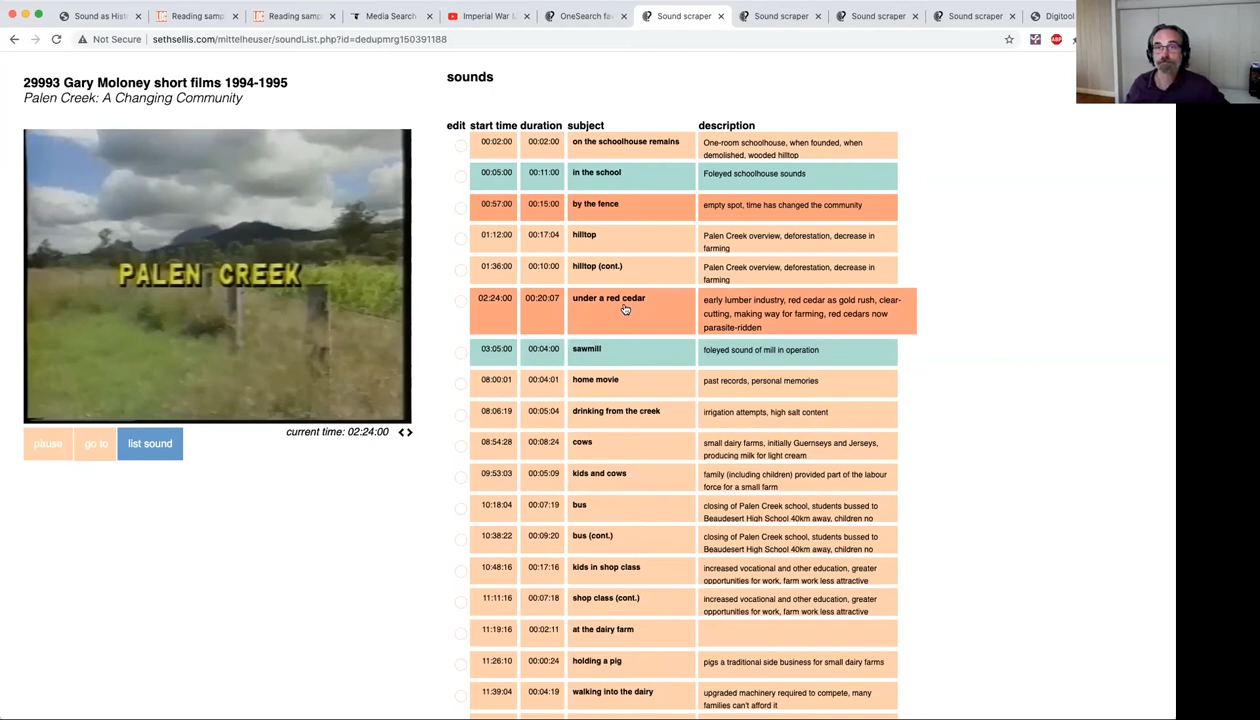 Sound as Histo
Reading samp
Reading samp
Media Search
Imperial War I
OneSearch fa
Sound scraper
Sound scraper
Sound scraper
Sound scraper
Digitool
Not Secure
sethsellis.com/mittelheuser/soundList.php?id=dedupmrg150391188
ABP
29993 Gary Moloney short films 1994-1995
Palen Creek: A Changing Community
PALEN CREEK
pause
go to
list sound
current time: 02:24:00
sounds
edit start time duration subject description
00:02:00 00:02:00 on the schoolhouse remains One-room schoolhouse, when founded, when
demolished, wooded hilltop
00:05:00 00:11:00 in the school Foleyed schoolhouse sounds
00:57:00 00:15:00 by the fence empty spot, time has changed the community
01:12:00 00:17:04 hilltop Palen Creek overview, deforestation, decrease in
farming
01:36:00 00:10:00 hilltop (cont.) Palen Creek overview, deforestation, decrease in
farming
02:24:00 00:20:07 under a red cedar early lumber industry, red cedar as gold rush, clear-
cutting, making way for farming, red cedars now
parasite-ridden
03:05:00 00:04:00 sawmill foleyed sound of mill in operation
08:00:01 00:04:01 home movie past records, personal memories
08:06:19 00:05:04 drinking from the creek irrigation attempts, high salt content
08:54:28 00:08:24 cows small dairy farms, initially Guernseys and Jerseys,
producing milk for light cream
09:53:03 00:05:09 kids and cows family (including children) provided part of the labour
force for a small farm
10:18:04 00:07:19 bus closing of Palen Creek school, students bussed to
Beaudesert High School 40km away, children no
10:38:22 00:09:20 bus (cont.) closing of Palen Creek school, students bussed to
Beaudesert High School 40km away, children no
10:48:16 00:17:16 kids in shop class increased vocational and other education, greater
opportunities for work, farm work less attractive
11:11:16 00:07:18 shop class (cont.) increased vocational and other education, greater
opportunities for work, farm work less attractive
11:19:16 00:02:11 at the dairy farm
11:26:10 00:00:24 holding a pig pigs a traditional side business for small dairy farms
11:39:04 00:04:19 walking into the dairy upgraded machinery required to compete, many
families can't afford it